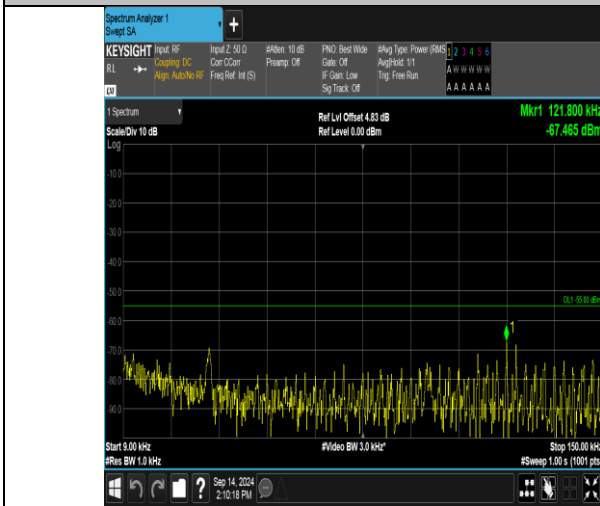 Spectrum Analyzer 1
Swept SA
+
KEYSIGHT
RL
Input: RF
Coupling: DC
Align: Auto/No RF
Input Z: 50 Ω
Corr CCorr
Freq Ref: Int (S)
#Atten: 10 dB
Preamp: Off
PNO: Best Wide
Gate: Off
IF Gain: Low
Sig Track: Off
#Avg Type: Power (RMS
Avg|Hold: 1/1
Trig: Free Run
1 2 3 4 5 6
A W W W W W
A A A A A A
1 Spectrum
Scale/Div 10 dB
Log
Ref Lvl Offset 4.83 dB
Ref Level 0.00 dBm
Mkr1 121.800 kHz
-67.465 dBm
-10.0
-20.0
-30.0
-40.0
-50.0
DL1 -55.00 dBm
1
-70.0
-80.0
-90.0
Start 9.00 kHz
#Res BW 1.0 kHz
#Video BW 3.0 kHz*
Stop 150.00 kHz
#Sweep 1.00 s (1001 pts
?
Sep 14, 2024
2:10:18 PM